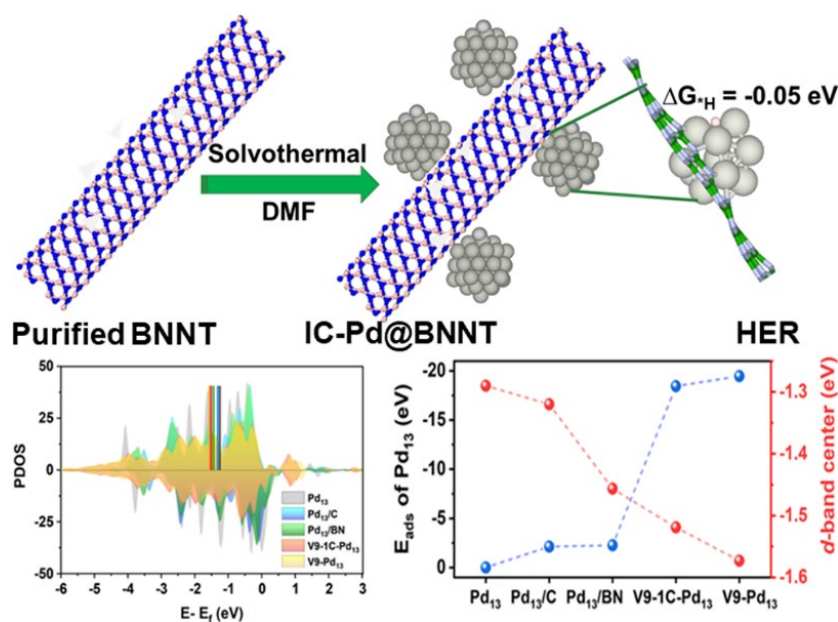 ΔG*H = -0.05 eV
Solvothermal
DMF
Purified BNNT
IC-Pd@BNNT
HER
PDOS
50
25
0
-25
-50
Pd13
Pd13/C
Pd13/BN
V9-1C-Pd13
V9-Pd13
-6 -5 -4 -3 -2 -1 0 1 2 3
E- Ef (eV)
Eads of Pd13 (eV)
-20
-15
-10
-5
0
Pd13 Pd13/C Pd13/BN V9-1C-Pd13 V9-Pd13
-1.3
-1.4
-1.5
-1.6
d-band center (eV)